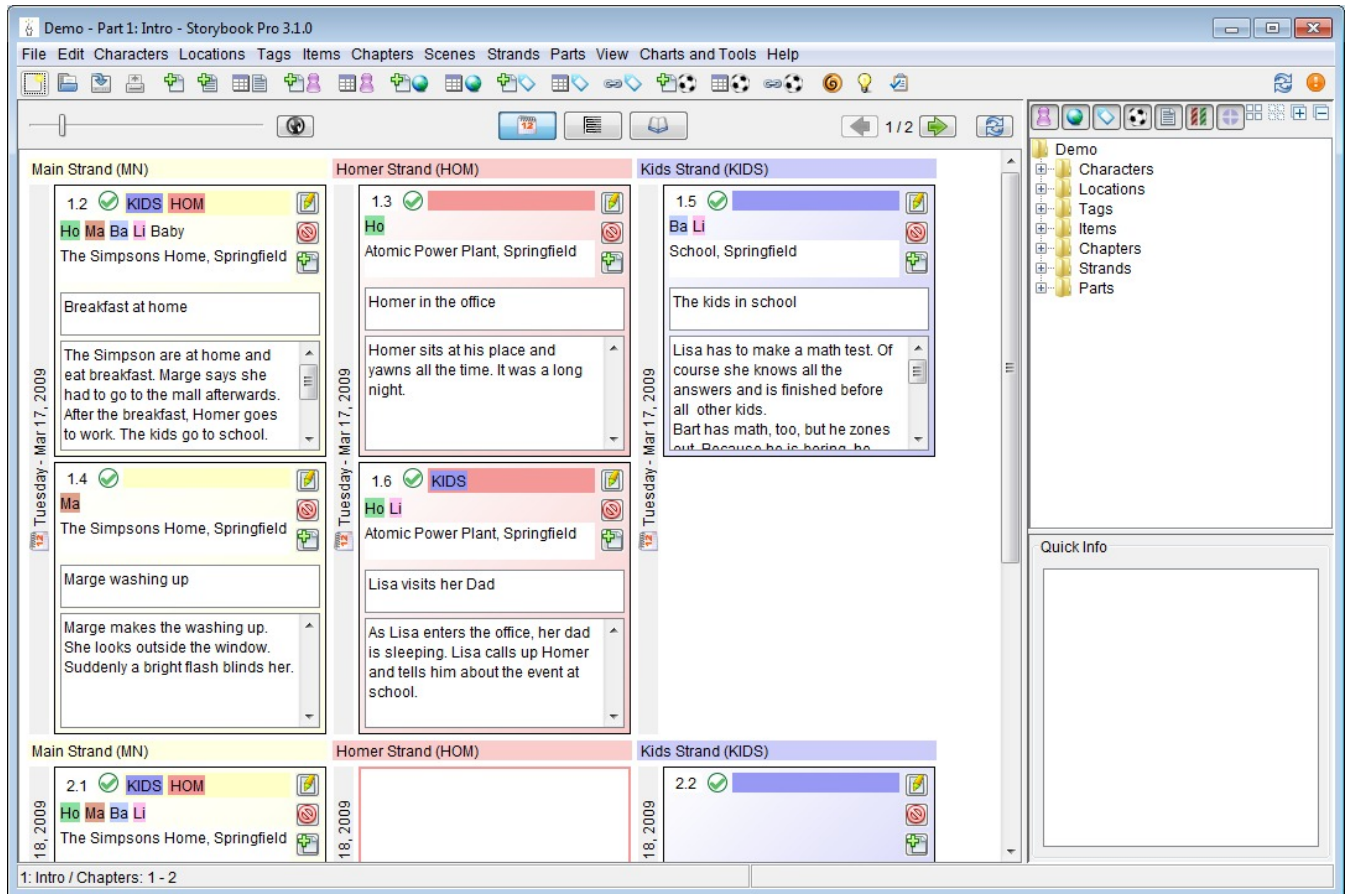 Demo - Part 1: Intro - Storybook Pro 3.1.0
File Edit Characters Locations Tags Items Chapters Scenes Strands Parts View Charts and Tools Help
1/2
Main Strand (MN)
Homer Strand (HOM)
Kids Strand (KIDS)
Tuesday - Mar 17, 2009
1.2 KIDS HOM
Ho Ma Ba Li Baby
The Simpsons Home, Springfield
Breakfast at home
The Simpson are at home and
eat breakfast. Marge says she
had to go to the mall afterwards.
After the breakfast, Homer goes
to work. The kids go to school.
Tuesday - Mar 17, 2009
1.3
Ho
Atomic Power Plant, Springfield
Homer in the office
Homer sits at his place and
yawns all the time. It was a long
night.
Tuesday - Mar 17, 2009
1.5
Ba Li
School, Springfield
The kids in school
Lisa has to make a math test. Of
course she knows all the
answers and is finished before
all other kids.
Bart has math, too, but he zones
out. Because he is boring, he
1.4
Ma
The Simpsons Home, Springfield
Marge washing up
Marge makes the washing up.
She looks outside the window.
Suddenly a bright flash blinds her.
1.6 KIDS
Ho Li
Atomic Power Plant, Springfield
Lisa visits her Dad
As Lisa enters the office, her dad
is sleeping. Lisa calls up Homer
and tells him about the event at
school.
Main Strand (MN)
Homer Strand (HOM)
Kids Strand (KIDS)
18, 2009
2.1 KIDS HOM
Ho Ma Ba Li
The Simpsons Home, Springfield
18, 2009
18, 2009
2.2
Demo
Characters
Locations
Tags
Items
Chapters
Strands
Parts
Quick Info
1: Intro / Chapters: 1 - 2